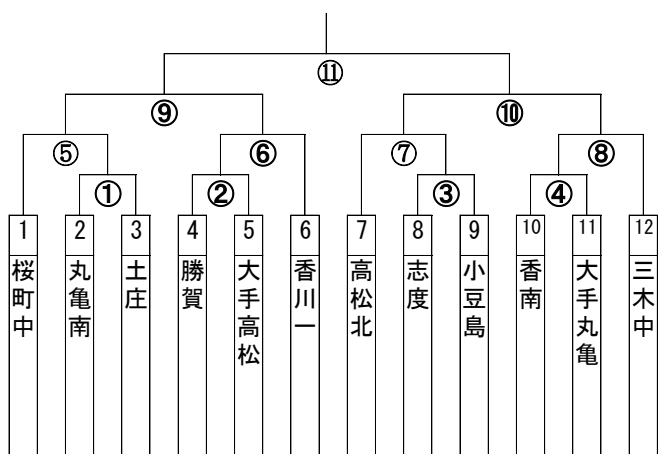 ⑪
⑨ ⑩
⑤ ⑥ ⑦ ⑧
① ② ③ ④
1 2 3 4 5 6 7 8 9 10 11 12
桜町中
丸亀南
土庄
勝賀
大手高松
香川一
高松北
志度
小豆島
香南
大手丸亀
三木中